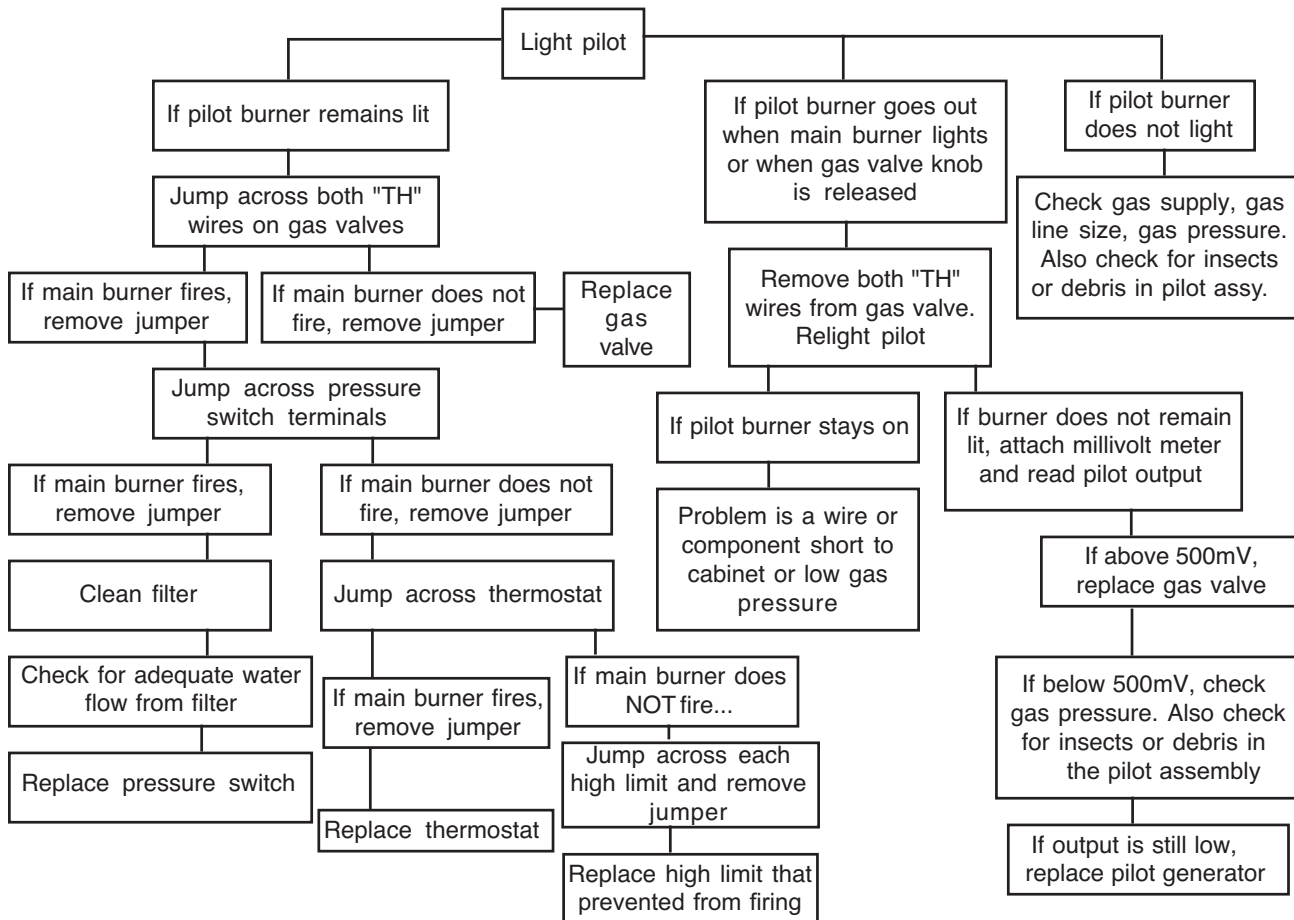 Light pilot
If pilot burner remains lit
If pilot burner goes out
when main burner lights
or when gas valve knob
is released
If pilot burner
does not light
Jump across both "TH"
wires on gas valves
Check gas supply, gas
line size, gas pressure.
Also check for insects
or debris in pilot assy.
If main burner fires,
remove jumper
If main burner does not
fire, remove jumper
Replace
gas
valve
Remove both "TH"
wires from gas valve.
Relight pilot
Jump across pressure
switch terminals
If pilot burner stays on
If burner does not remain
lit, attach millivolt meter
and read pilot output
If main burner fires,
remove jumper
If main burner does not
fire, remove jumper
Problem is a wire or
component short to
cabinet or low gas
pressure
If above 500mV,
replace gas valve
Clean filter
Jump across thermostat
Check for adequate water
flow from filter
If main burner fires,
remove jumper
If main burner does
NOT fire...
If below 500mV, check
gas pressure. Also check
for insects or debris in
the pilot assembly
Replace pressure switch
Jump across each
high limit and remove
jumper
Replace thermostat
If output is still low,
replace pilot generator
Replace high limit that
prevented from firing